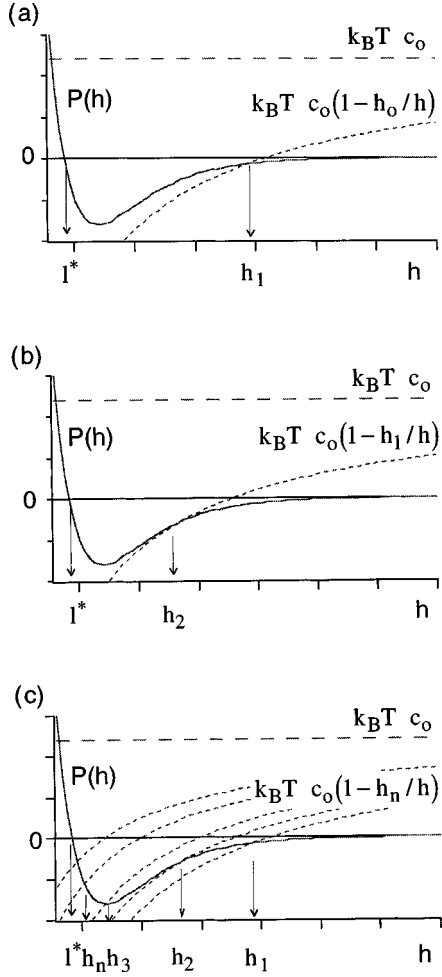 (a)
k_BT c_o
P(h)
k_BT c_o(1-h_o/h)
0
l* h_1 h
(b)
k_BT c_o
P(h)
k_BT c_o(1-h_1/h)
0
l* h_2 h
(c)
k_BT c_o
P(h)
k_BT c_o(1-h_n/h)
0
l* h_n h_3 h_2 h_1 h